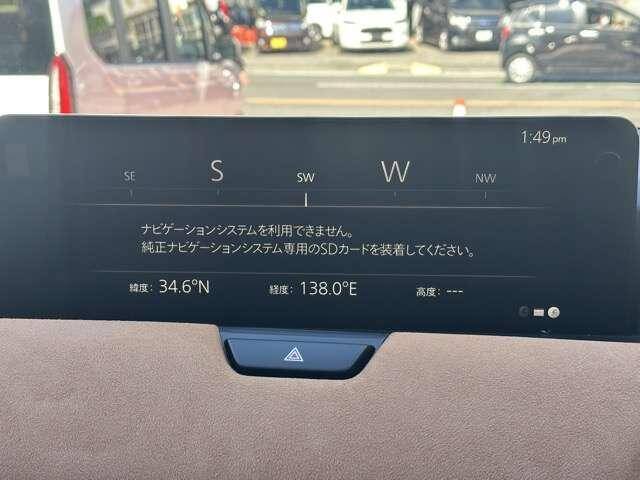 1:49 pm
SE S SW W NW
ナビゲーションシステムを利用できません。
純正ナビゲーションシステム専用のSDカードを装着してください。
緯度: 34.6°N 経度: 138.0°E 高度: ---